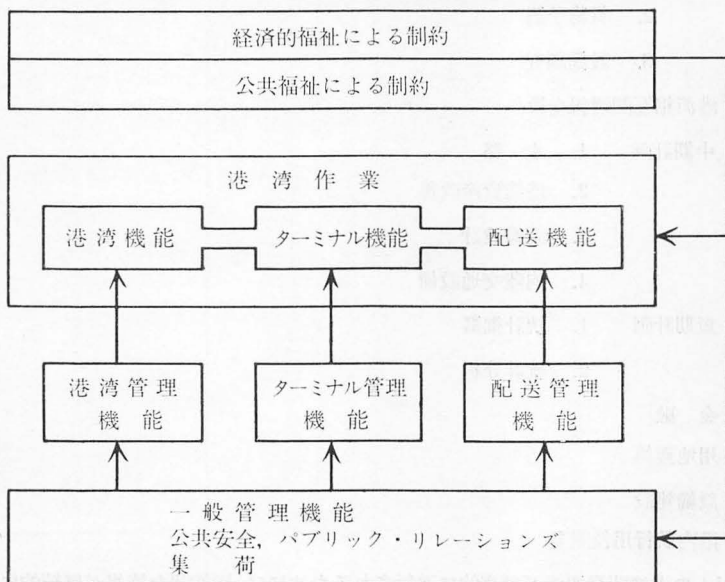 経済的福祉による制約
公共福祉による制約
港湾作業
港湾機能
ターミナル機能
配送機能
港湾管理
機能
ターミナル管理
機能
配送管理
機能
一般管理機能
公共安全，パブリック・リレーションズ
集荷